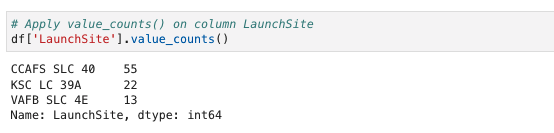 # Apply value_counts() on column LaunchSite
df['LaunchSite'].value_counts()
CCAFS SLC 40    55
KSC LC 39A      22
VAFB SLC 4E     13
Name: LaunchSite, dtype: int64